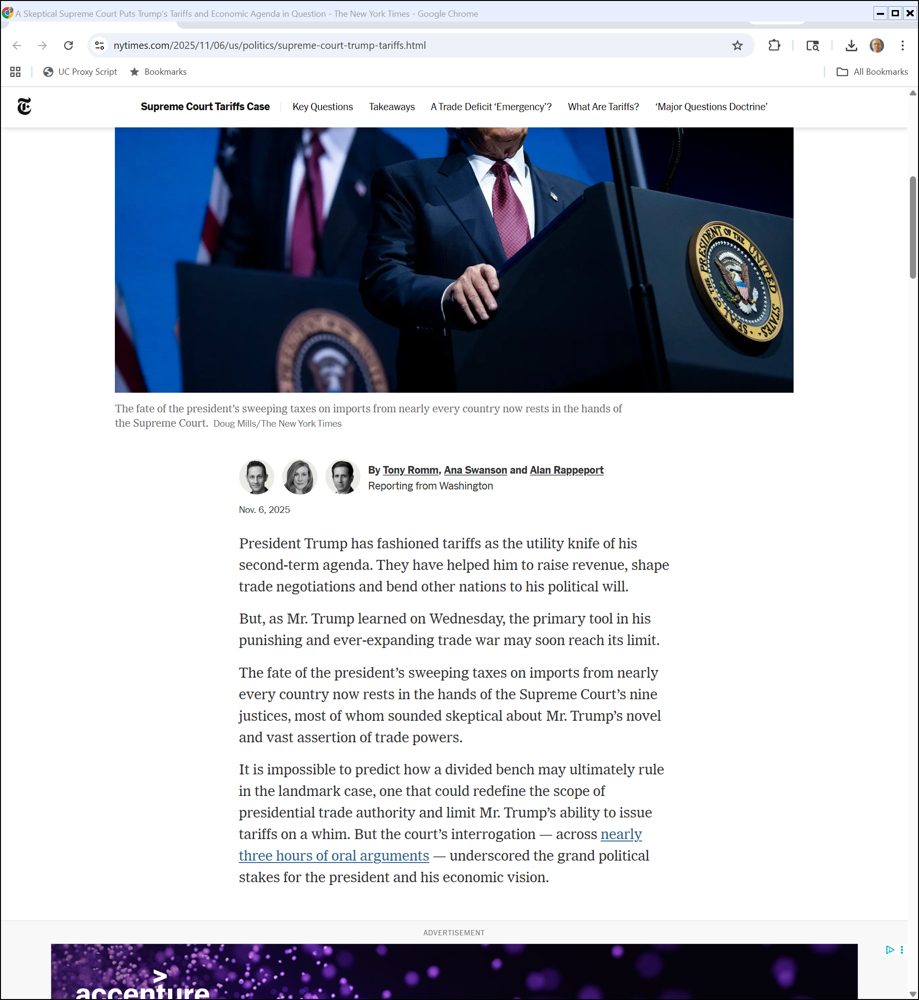 A Skeptical Supreme Court Puts Trump's Tariffs and Economic Agenda in Question - The New York Times - Google Chrome
nytimes.com/2025/11/06/us/politics/supreme-court-trump-tariffs.html
UC Proxy Script
Bookmarks
All Bookmarks
Supreme Court Tariffs Case
Key Questions
Takeaways
A Trade Deficit ‘Emergency’?
What Are Tariffs?
‘Major Questions Doctrine’
SEAL OF THE PRESIDENT OF THE UNITED STATES
The fate of the president’s sweeping taxes on imports from nearly every country now rests in the hands of
the Supreme Court. Doug Mills/The New York Times
By Tony Romm, Ana Swanson and Alan Rappeport
Reporting from Washington
Nov. 6, 2025
President Trump has fashioned tariffs as the utility knife of his
second-term agenda. They have helped him to raise revenue, shape
trade negotiations and bend other nations to his political will.
But, as Mr. Trump learned on Wednesday, the primary tool in his
punishing and ever-expanding trade war may soon reach its limit.
The fate of the president’s sweeping taxes on imports from nearly
every country now rests in the hands of the Supreme Court’s nine
justices, most of whom sounded skeptical about Mr. Trump’s novel
and vast assertion of trade powers.
It is impossible to predict how a divided bench may ultimately rule
in the landmark case, one that could redefine the scope of
presidential trade authority and limit Mr. Trump’s ability to issue
tariffs on a whim. But the court’s interrogation — across nearly
three hours of oral arguments — underscored the grand political
stakes for the president and his economic vision.
ADVERTISEMENT
accenture